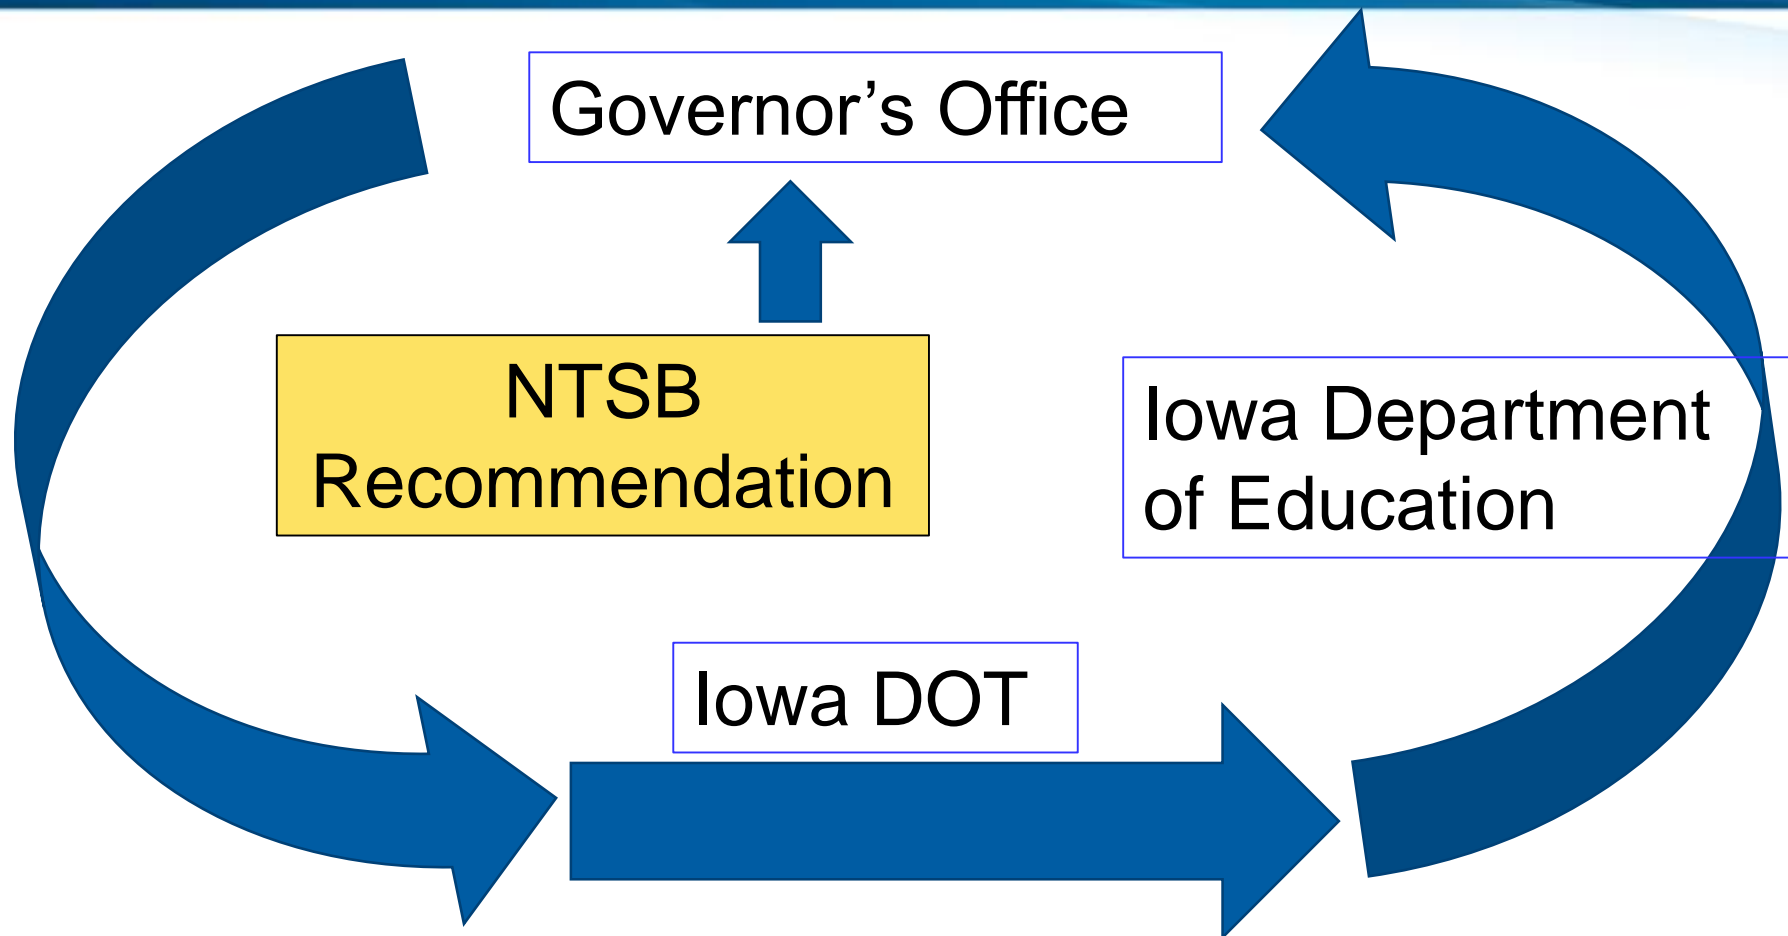 Governor’s Office
NTSB
Recommendation
Iowa Department
of Education
Iowa DOT